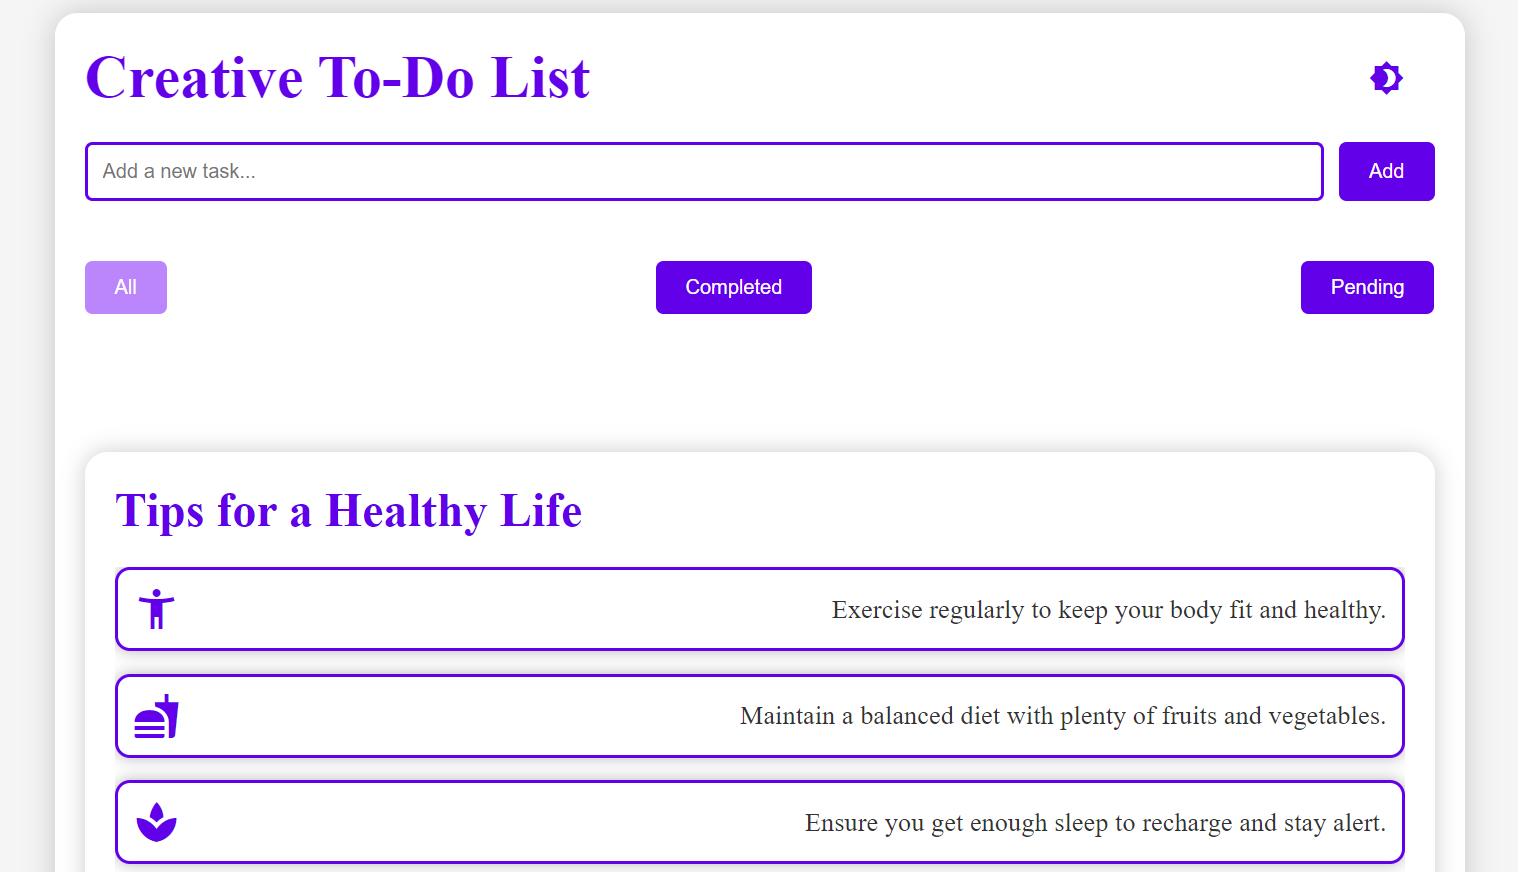 Creative To-Do List
Add a new task...
Add
All
Completed
Pending
Tips for a Healthy Life
Exercise regularly to keep your body fit and healthy.
Maintain a balanced diet with plenty of fruits and vegetables.
Ensure you get enough sleep to recharge and stay alert.